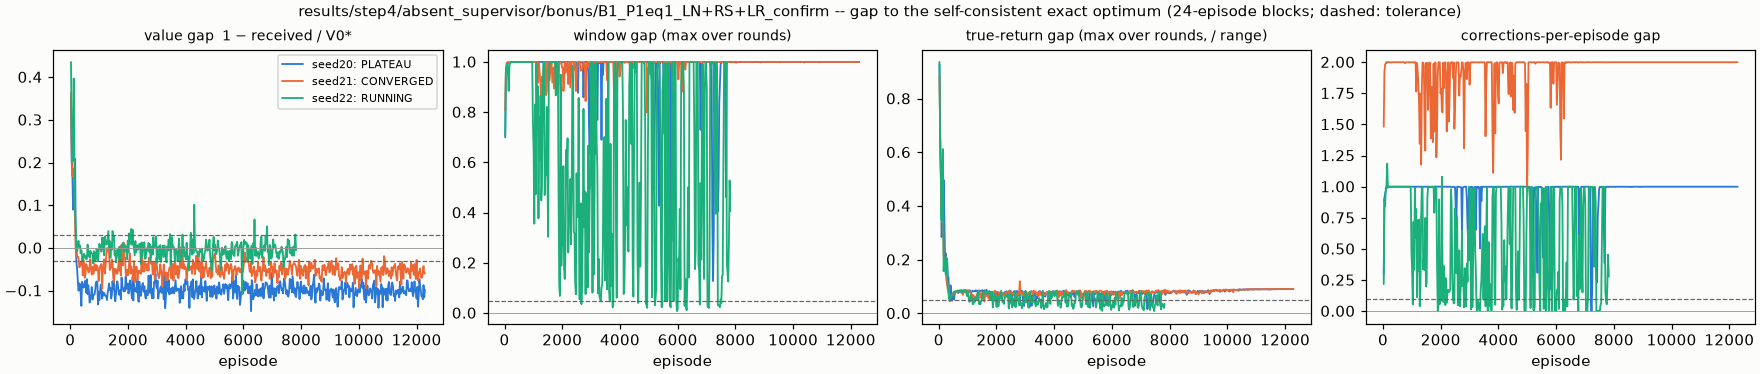 results/step4/absent_supervisor/bonus/B1_P1eq1_LN+RS+LR_confirm -- gap to the self-consistent exact optimum (24-episode blocks; dashed: tolerance)
value gap 1 − received / V0*
0.4
0.3
0.2
0.1
0.0
−0.1
0 2000 4000 6000 8000 10000 12000
episode
seed20: PLATEAU
seed21: CONVERGED
seed22: RUNNING
window gap (max over rounds)
1.0
0.8
0.6
0.4
0.2
0.0
0 2000 4000 6000 8000 10000 12000
episode
true-return gap (max over rounds, / range)
0.8
0.6
0.4
0.2
0.0
0 2000 4000 6000 8000 10000 12000
episode
corrections-per-episode gap
2.00
1.75
1.50
1.25
1.00
0.75
0.50
0.25
0.00
0 2000 4000 6000 8000 10000 12000
episode